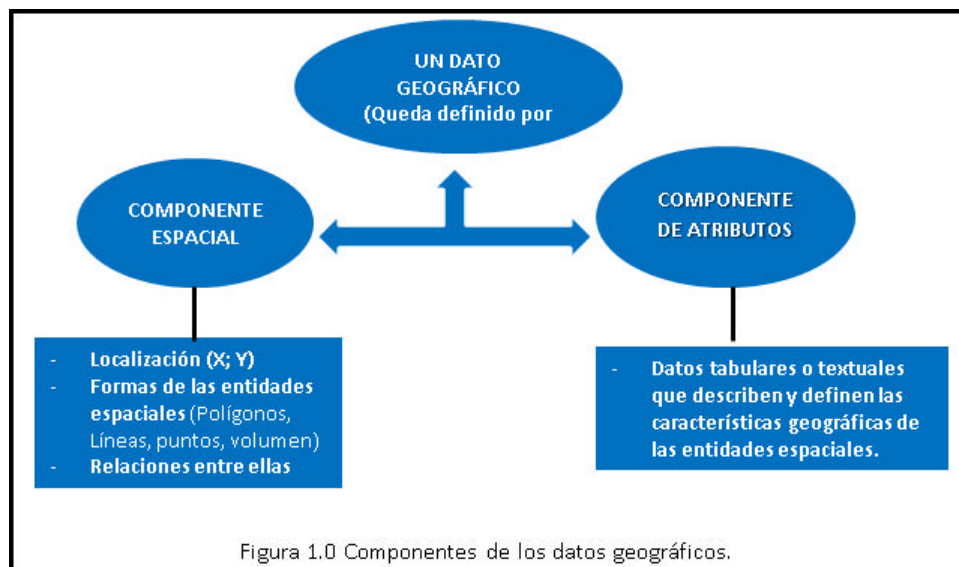 UN DATO
GEOGRÁFICO
(Queda definido por
COMPONENTE
ESPACIAL
COMPONENTE
DE ATRIBUTOS
- Localización (X; Y)
- Formas de las entidades
espaciales (Polígonos,
Líneas, puntos, volumen)
- Relaciones entre ellas
- Datos tabulares o textuales
que describen y definen las
características geográficas de
las entidades espaciales.
Figura 1.0 Componentes de los datos geográficos.